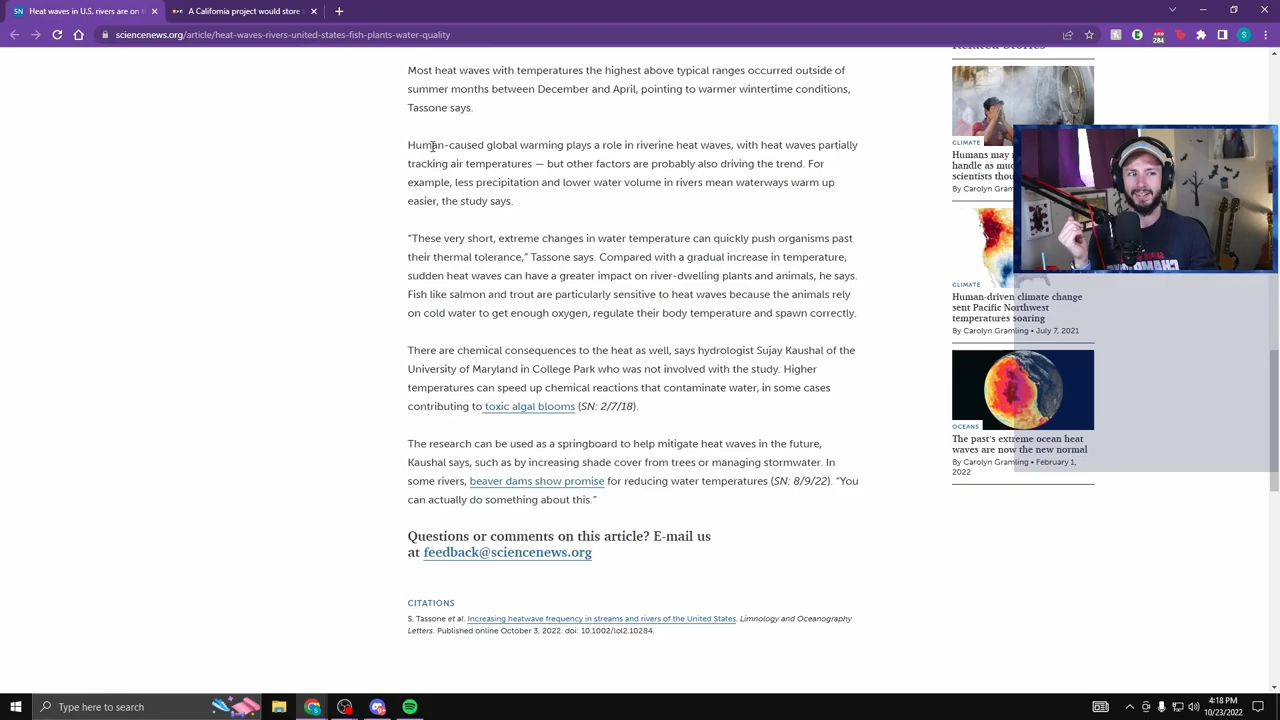 SN Heat waves in U.S. rivers are on t
A California project would store c
sciencenews.org/article/heat-waves-rivers-united-states-fish-plants-water-quality
284
S
Most heat waves with temperatures the highest above typical ranges occurred outside of
summer months between December and April, pointing to warmer wintertime conditions,
Tassone says.
Human-caused global warming plays a role in riverine heat waves, with heat waves partially
tracking air temperatures — but other factors are probably also driving the trend. For
example, less precipitation and lower water volume in rivers mean waterways warm up
easier, the study says.
“These very short, extreme changes in water temperature can quickly push organisms past
their thermal tolerance,” Tassone says. Compared with a gradual increase in temperature,
sudden heat waves can have a greater impact on river-dwelling plants and animals, he says.
Fish like salmon and trout are particularly sensitive to heat waves because the animals rely
on cold water to get enough oxygen, regulate their body temperature and spawn correctly.
There are chemical consequences to the heat as well, says hydrologist Sujay Kaushal of the
University of Maryland in College Park who was not involved with the study. Higher
temperatures can speed up chemical reactions that contaminate water, in some cases
contributing to toxic algal blooms (SN: 2/7/18).
The research can be used as a springboard to help mitigate heat waves in the future,
Kaushal says, such as by increasing shade cover from trees or managing stormwater. In
some rivers, beaver dams show promise for reducing water temperatures (SN: 8/9/22). “You
can actually do something about this.”
Questions or comments on this article? E-mail us
at feedback@sciencenews.org
CITATIONS
S. Tassone et al. Increasing heatwave frequency in streams and rivers of the United States. Limnology and Oceanography
Letters. Published online October 3, 2022. doi: 10.1002/lol2.10284.
Related Stories
CLIMATE
Humans may
handle as
scientists
By Carolyn
CLIMATE
Human-driven climate change
sent Pacific Northwest
temperatures soaring
By Carolyn Gramling • July 7, 2021
OCEANS
The past’s extreme ocean heat
waves are now the new normal
By Carolyn Gramling • February 1,
2022
Type here to search
4:18 PM
10/23/2022